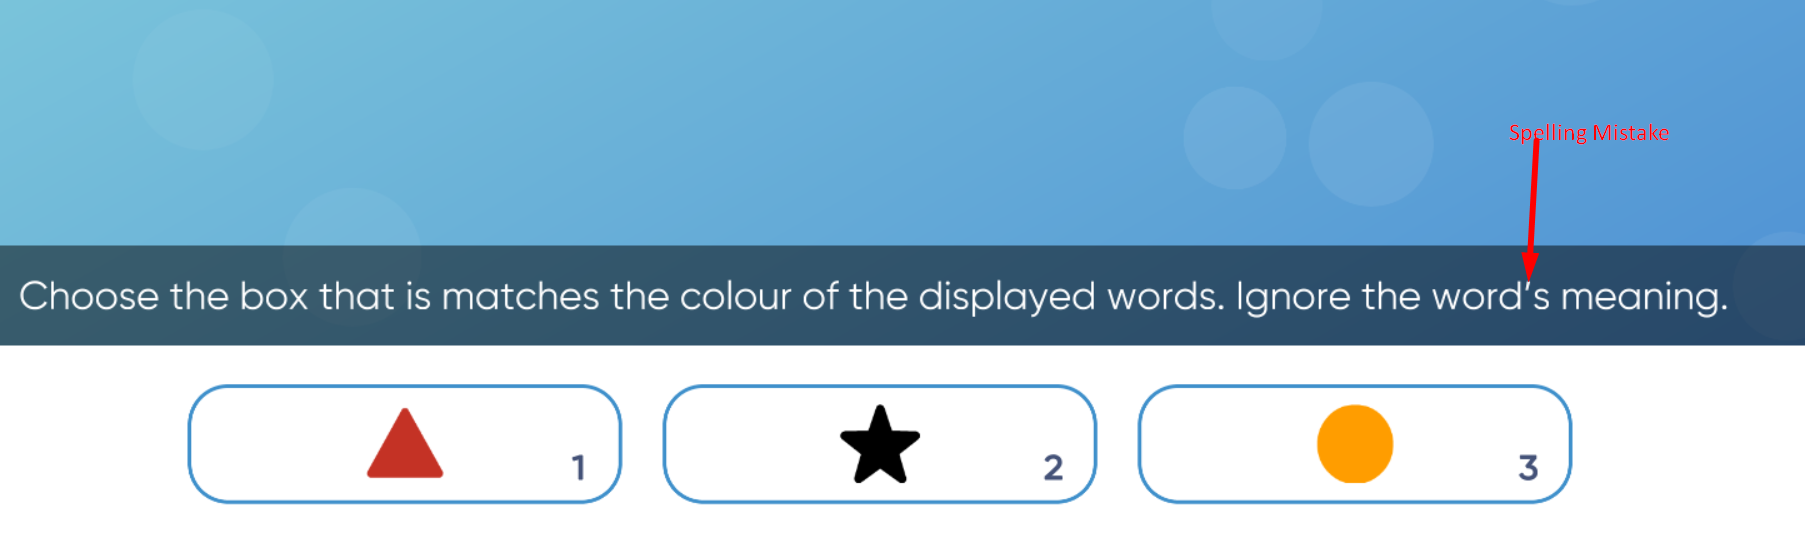 Spelling Mistake
Choose the box that is matches the colour of the displayed words. Ignore the word's meaning.
1
2
3